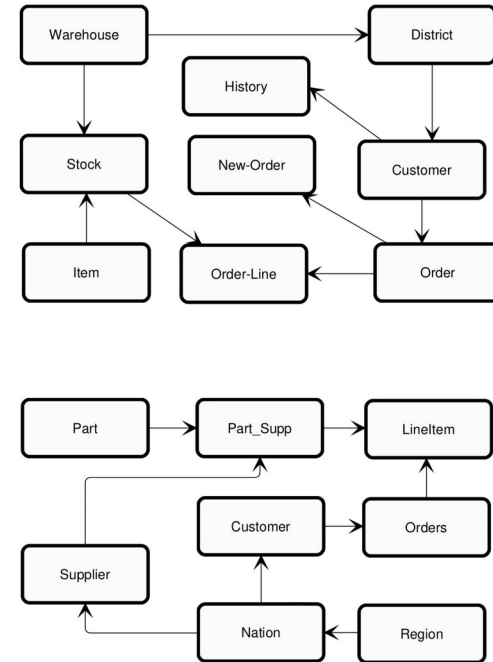 Warehouse
District
History
Stock
New-Order
Customer
Item
Order-Line
Order
Part
Part_Supp
LineItem
Customer
Orders
Supplier
Nation
Region